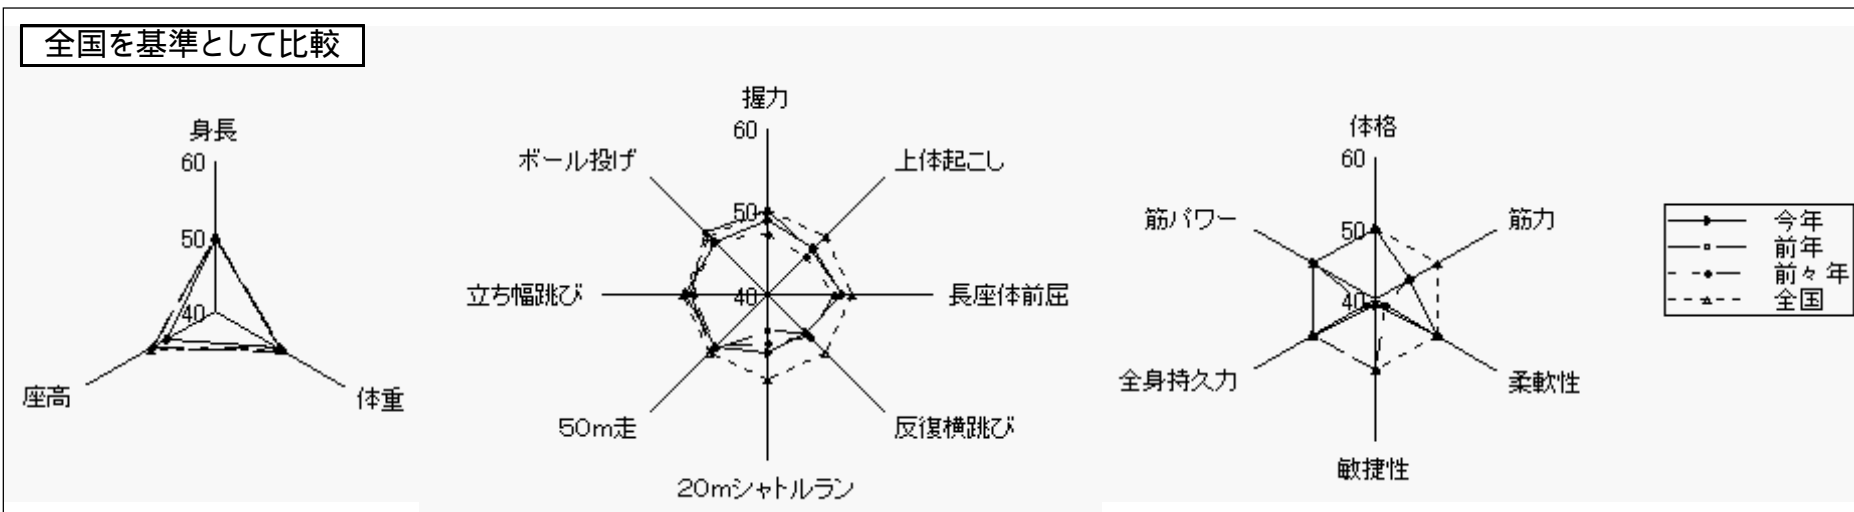 全国を基準として比較
身長
60
50
40
座高
体重
握力
60
ボール投げ
上体起こし
50
立ち幅跳び
40
長座体前屈
50m走
反復横跳び
20mシャトルラン
体格
60
筋パワー
筋力
50
40
全身持久力
柔軟性
敏捷性
今年
前年
前々年
全国